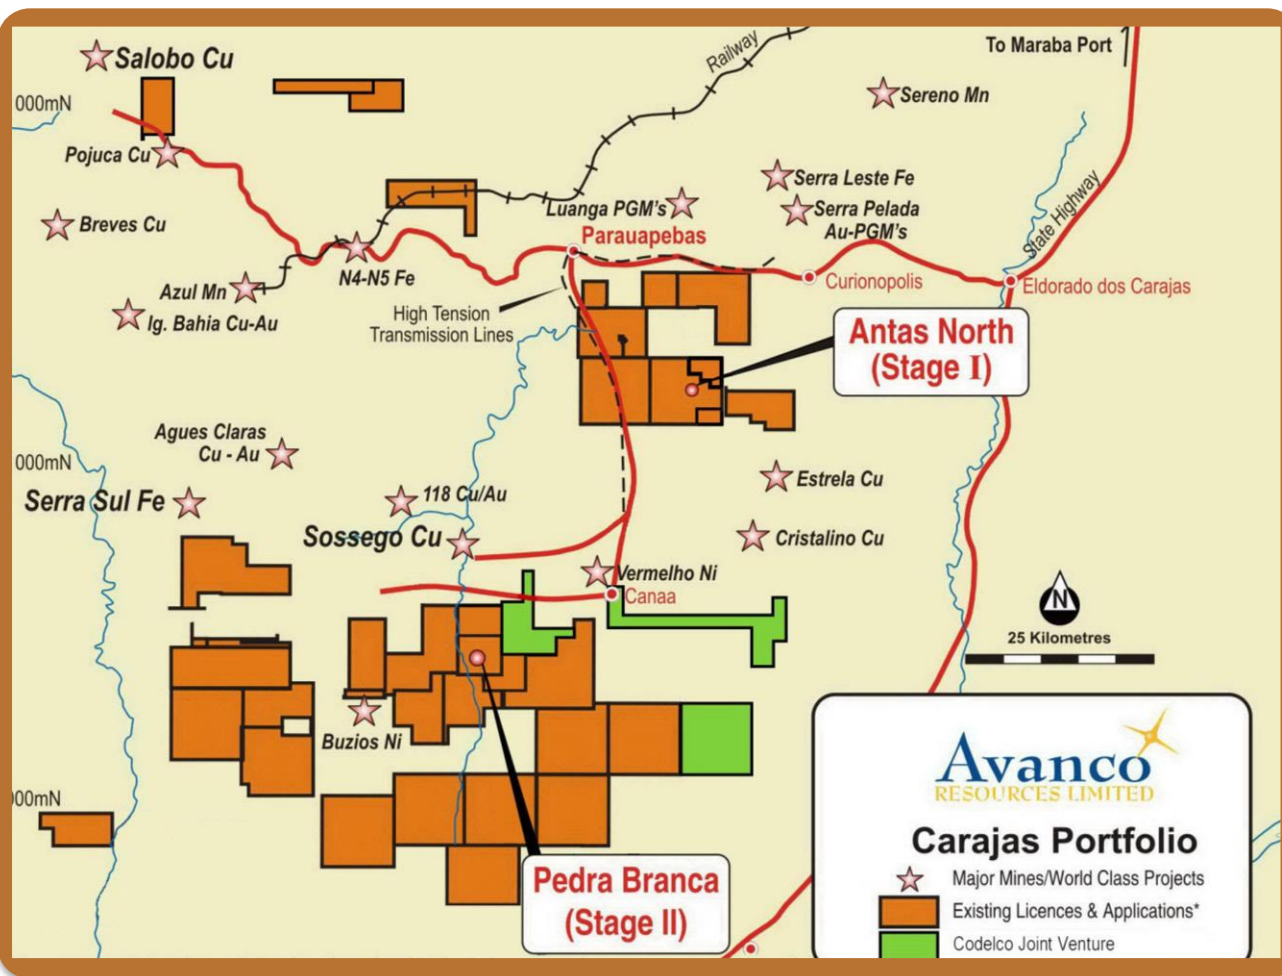 Salobo Cu
000mN
Pojuca Cu
Breves Cu
Azul Mn
Ig. Bahia Cu-Au
N4-N5 Fe
Railway
To Maraba Port
Sereno Mn
Serra Leste Fe
Serra Pelada
Au-PGM's
Luanga PGM's
Parauapebas
Curionopolis
State Highway
Eldorado dos Carajas
High Tension
Transmission Lines
Antas North
(Stage I)
Agues Claras
Cu - Au
000mN
Serra Sul Fe
118 Cu/Au
Sossego Cu
Estrela Cu
Cristalino Cu
Vermelho Ni
Canaa
N
25 Kilometres
Buzios Ni
000mN
Pedra Branca
(Stage II)
Avanco
RESOURCES LIMITED
Carajas Portfolio
Major Mines/World Class Projects
Existing Licences & Applications*
Codelco Joint Venture